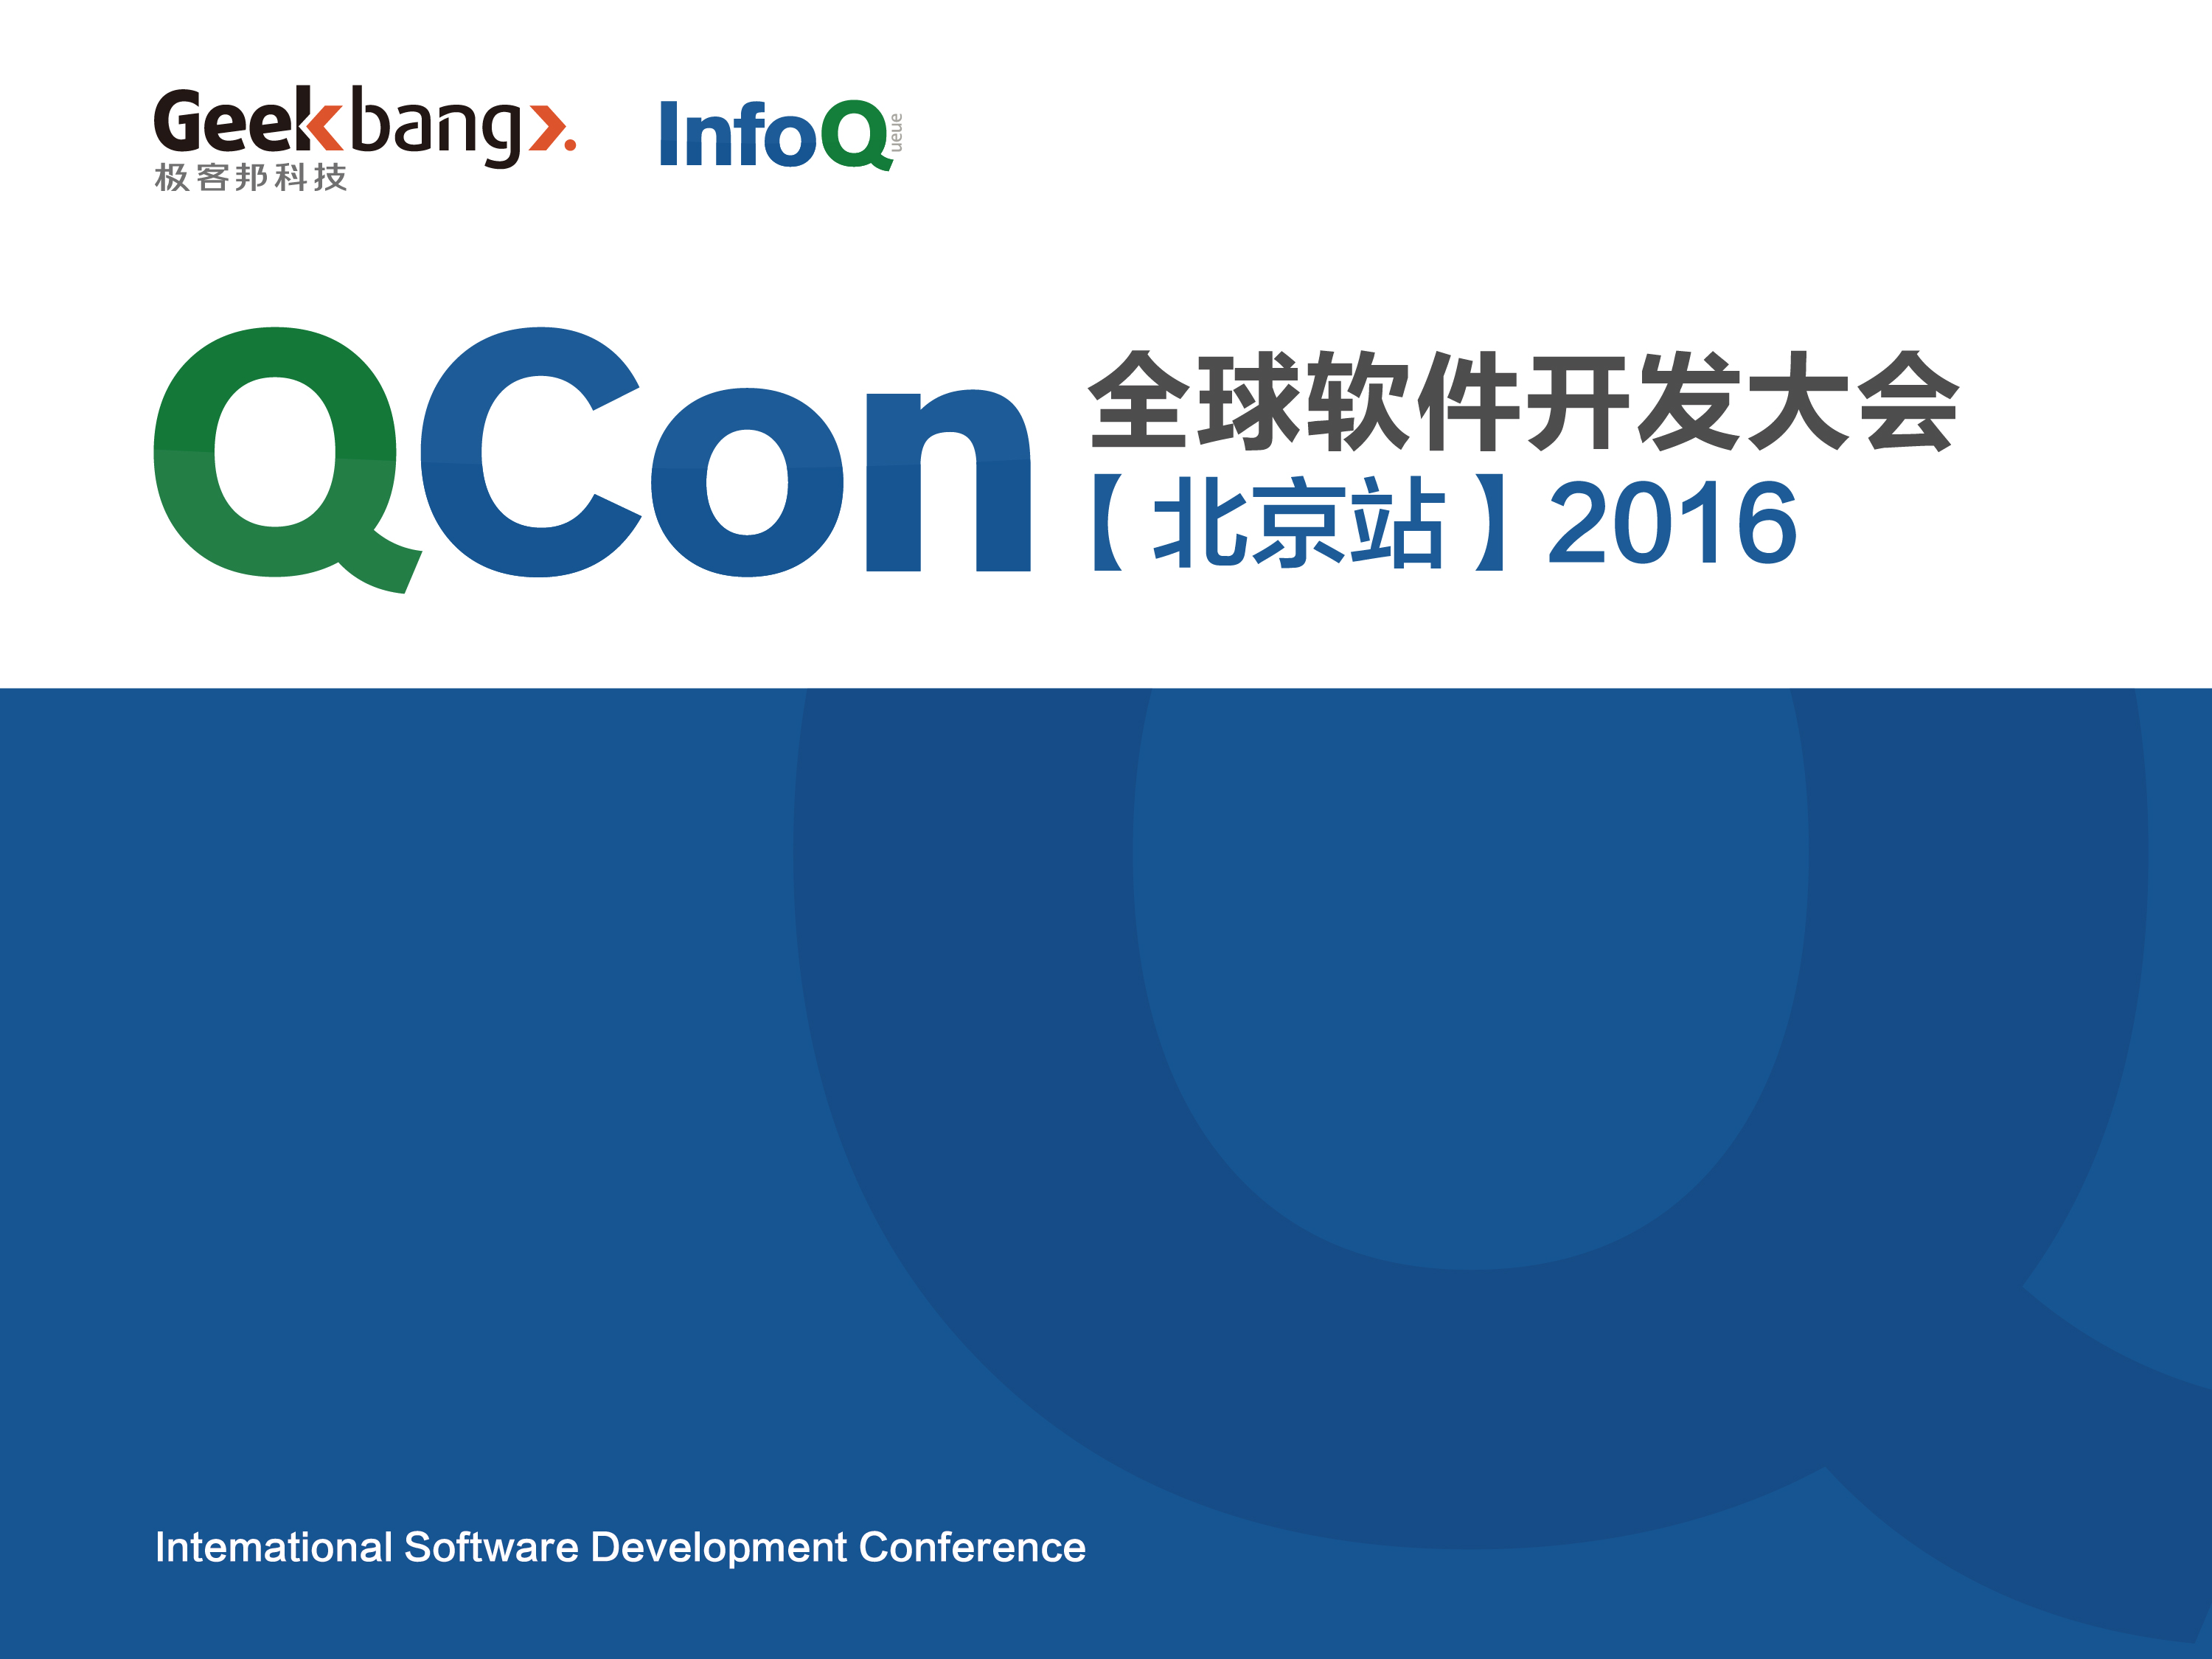 Geekbang>.
极客邦科技
InfoQ
ueue
QCon
全球软件开发大会
【北京站】2016
International Software Development Conference